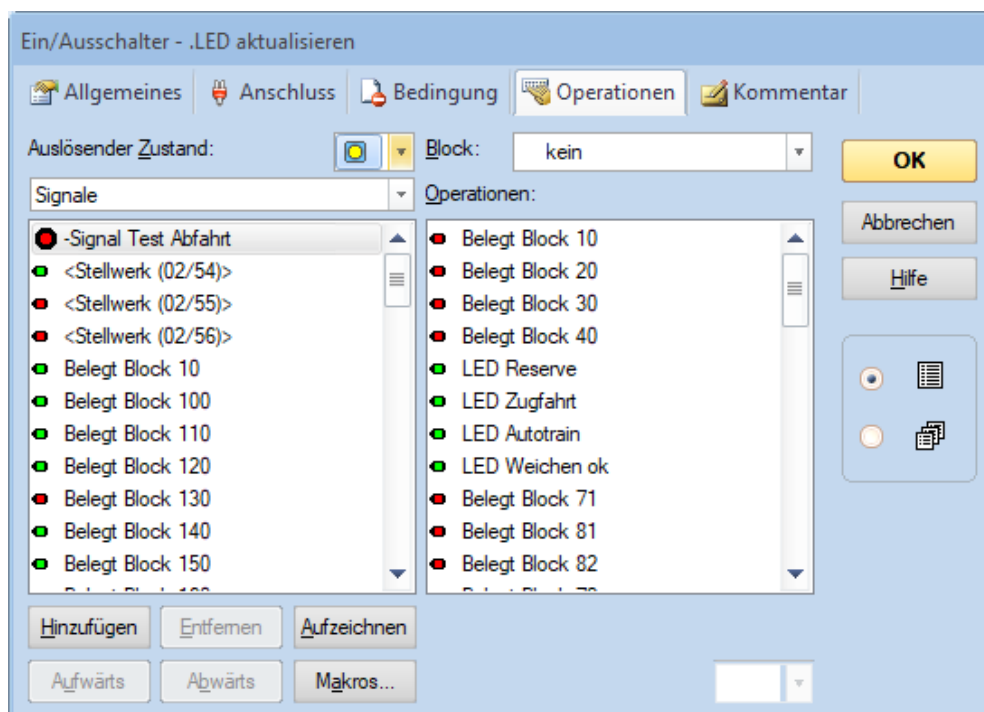 Ein/Ausschalter - .LED aktualisieren
Allgemeines Anschluss Bedingung Operationen Kommentar
Auslösender Zustand:
Block: kein
Signale
Operationen:
-Signal Test Abfahrt
<Stellwerk (02/54)>
<Stellwerk (02/55)>
<Stellwerk (02/56)>
Belegt Block 10
Belegt Block 100
Belegt Block 110
Belegt Block 120
Belegt Block 130
Belegt Block 140
Belegt Block 150
Belegt Block 10
Belegt Block 20
Belegt Block 30
Belegt Block 40
LED Reserve
LED Zugfahrt
LED Autotrain
LED Weichen ok
Belegt Block 71
Belegt Block 81
Belegt Block 82
OK
Abbrechen
Hilfe
Hinzufügen Entfernen Aufzeichnen
Aufwärts Abwärts Makros...